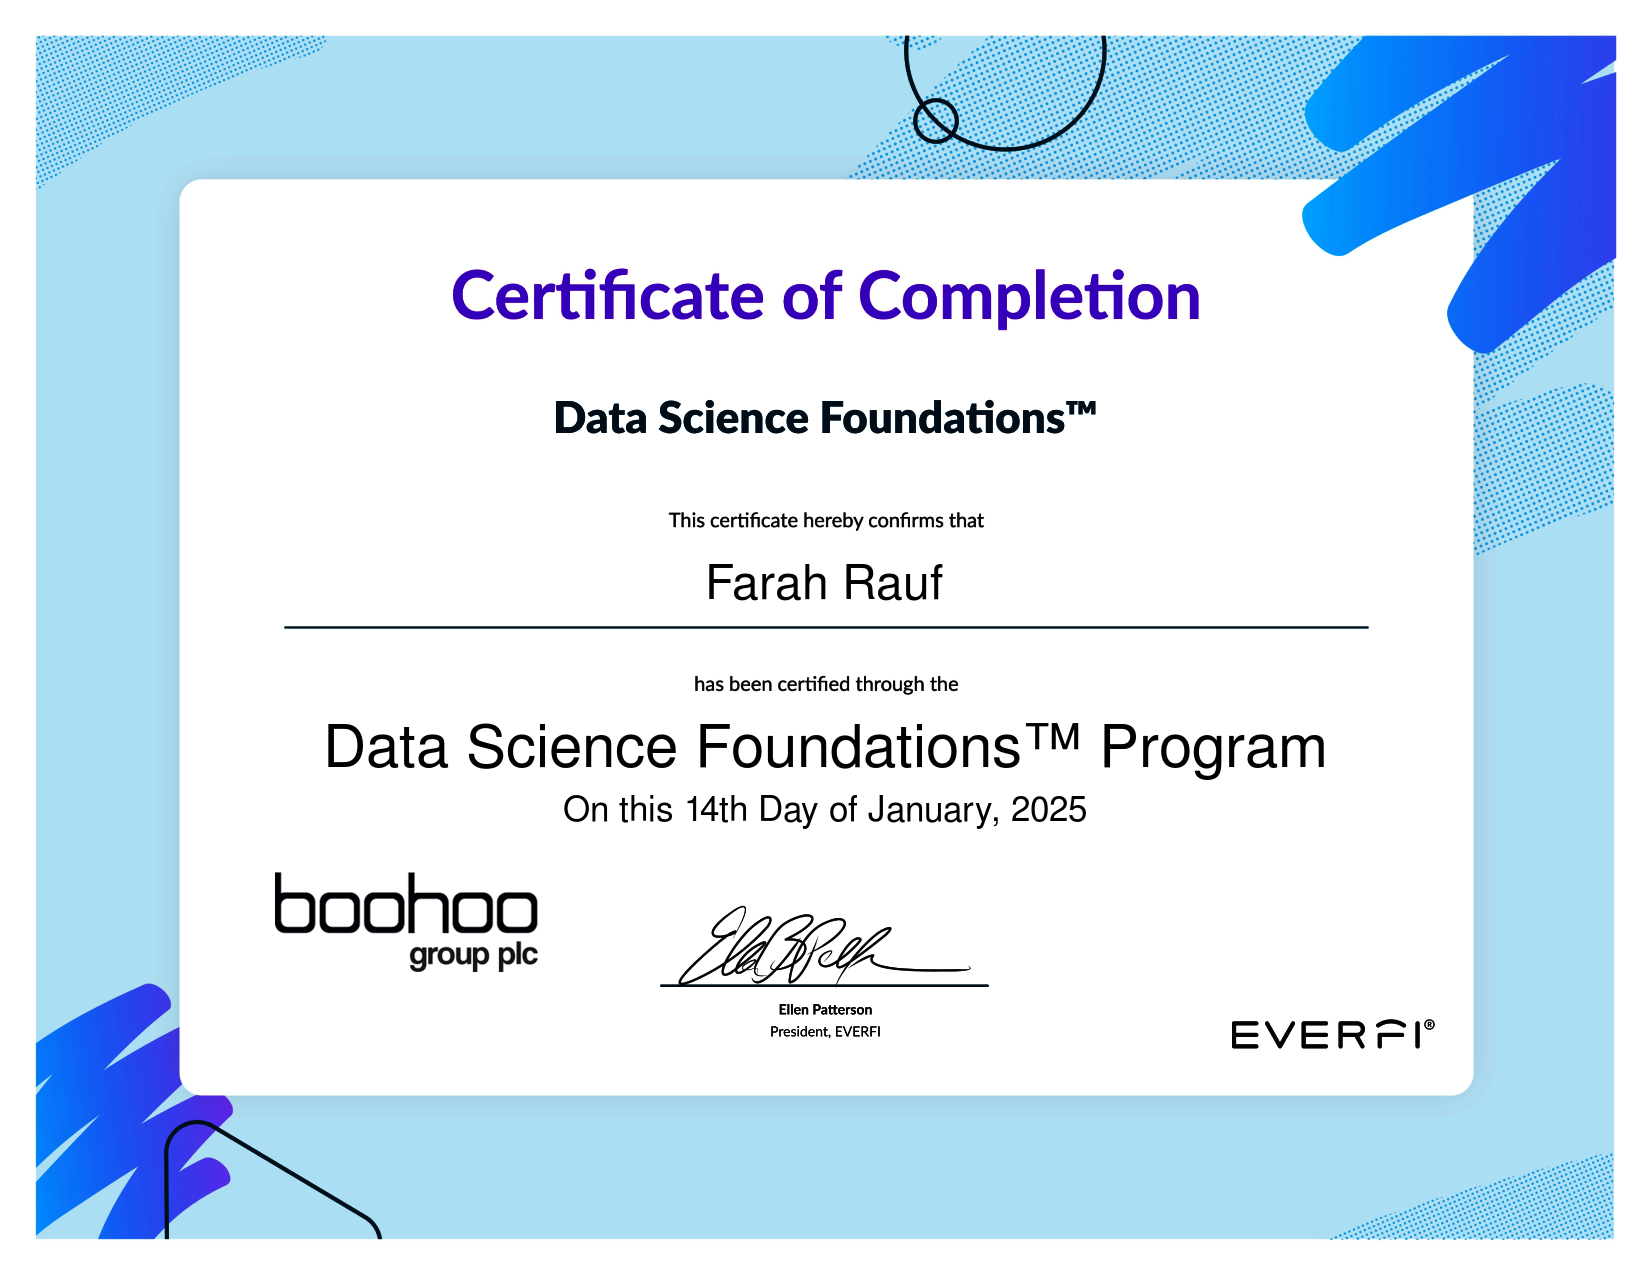 Certificate of Completion
Data Science Foundations™
This certificate hereby confirms that
Farah Rauf
has been certified through the
Data Science Foundations™ Program
On this 14th Day of January, 2025
boohoo
group plc
Ellen Patterson
President, EVERFI
EVERFI®